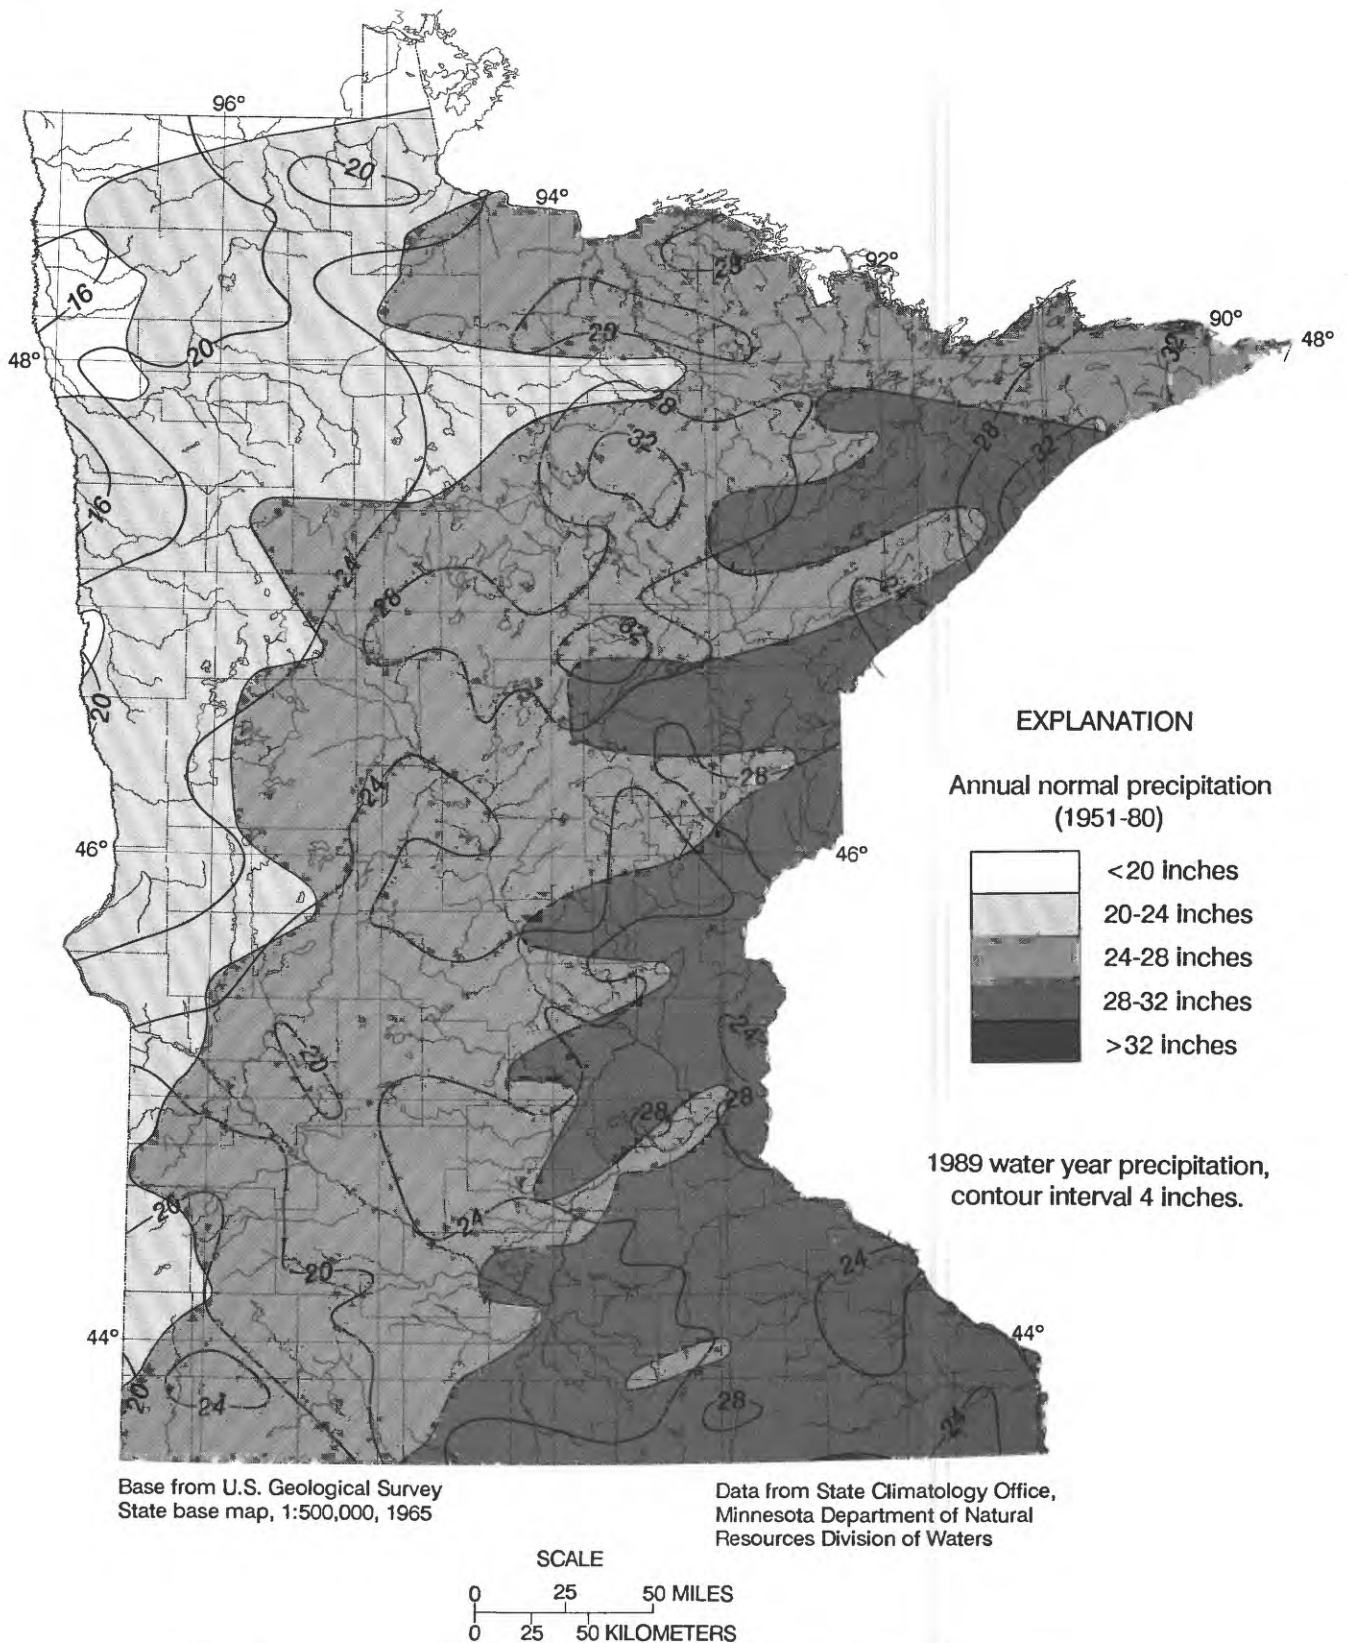 96°
20
94°
92°
28
16
90°
32
48°
20
48°
28
28
32
32
16
24
28
32
20
EXPLANATION
Annual normal precipitation
(1951-80)
28
24
46°
46°
<20 inches
20-24 inches
24-28 inches
28-32 inches
>32 inches
24
20
28
28
1989 water year precipitation,
contour interval 4 inches.
20
24
24
20
44°
44°
20
24
28
24
Base from U.S. Geological Survey
State base map, 1:500,000, 1965
Data from State Climatology Office,
Minnesota Department of Natural
Resources Division of Waters
SCALE
0 25 50 MILES
0 25 50 KILOMETERS